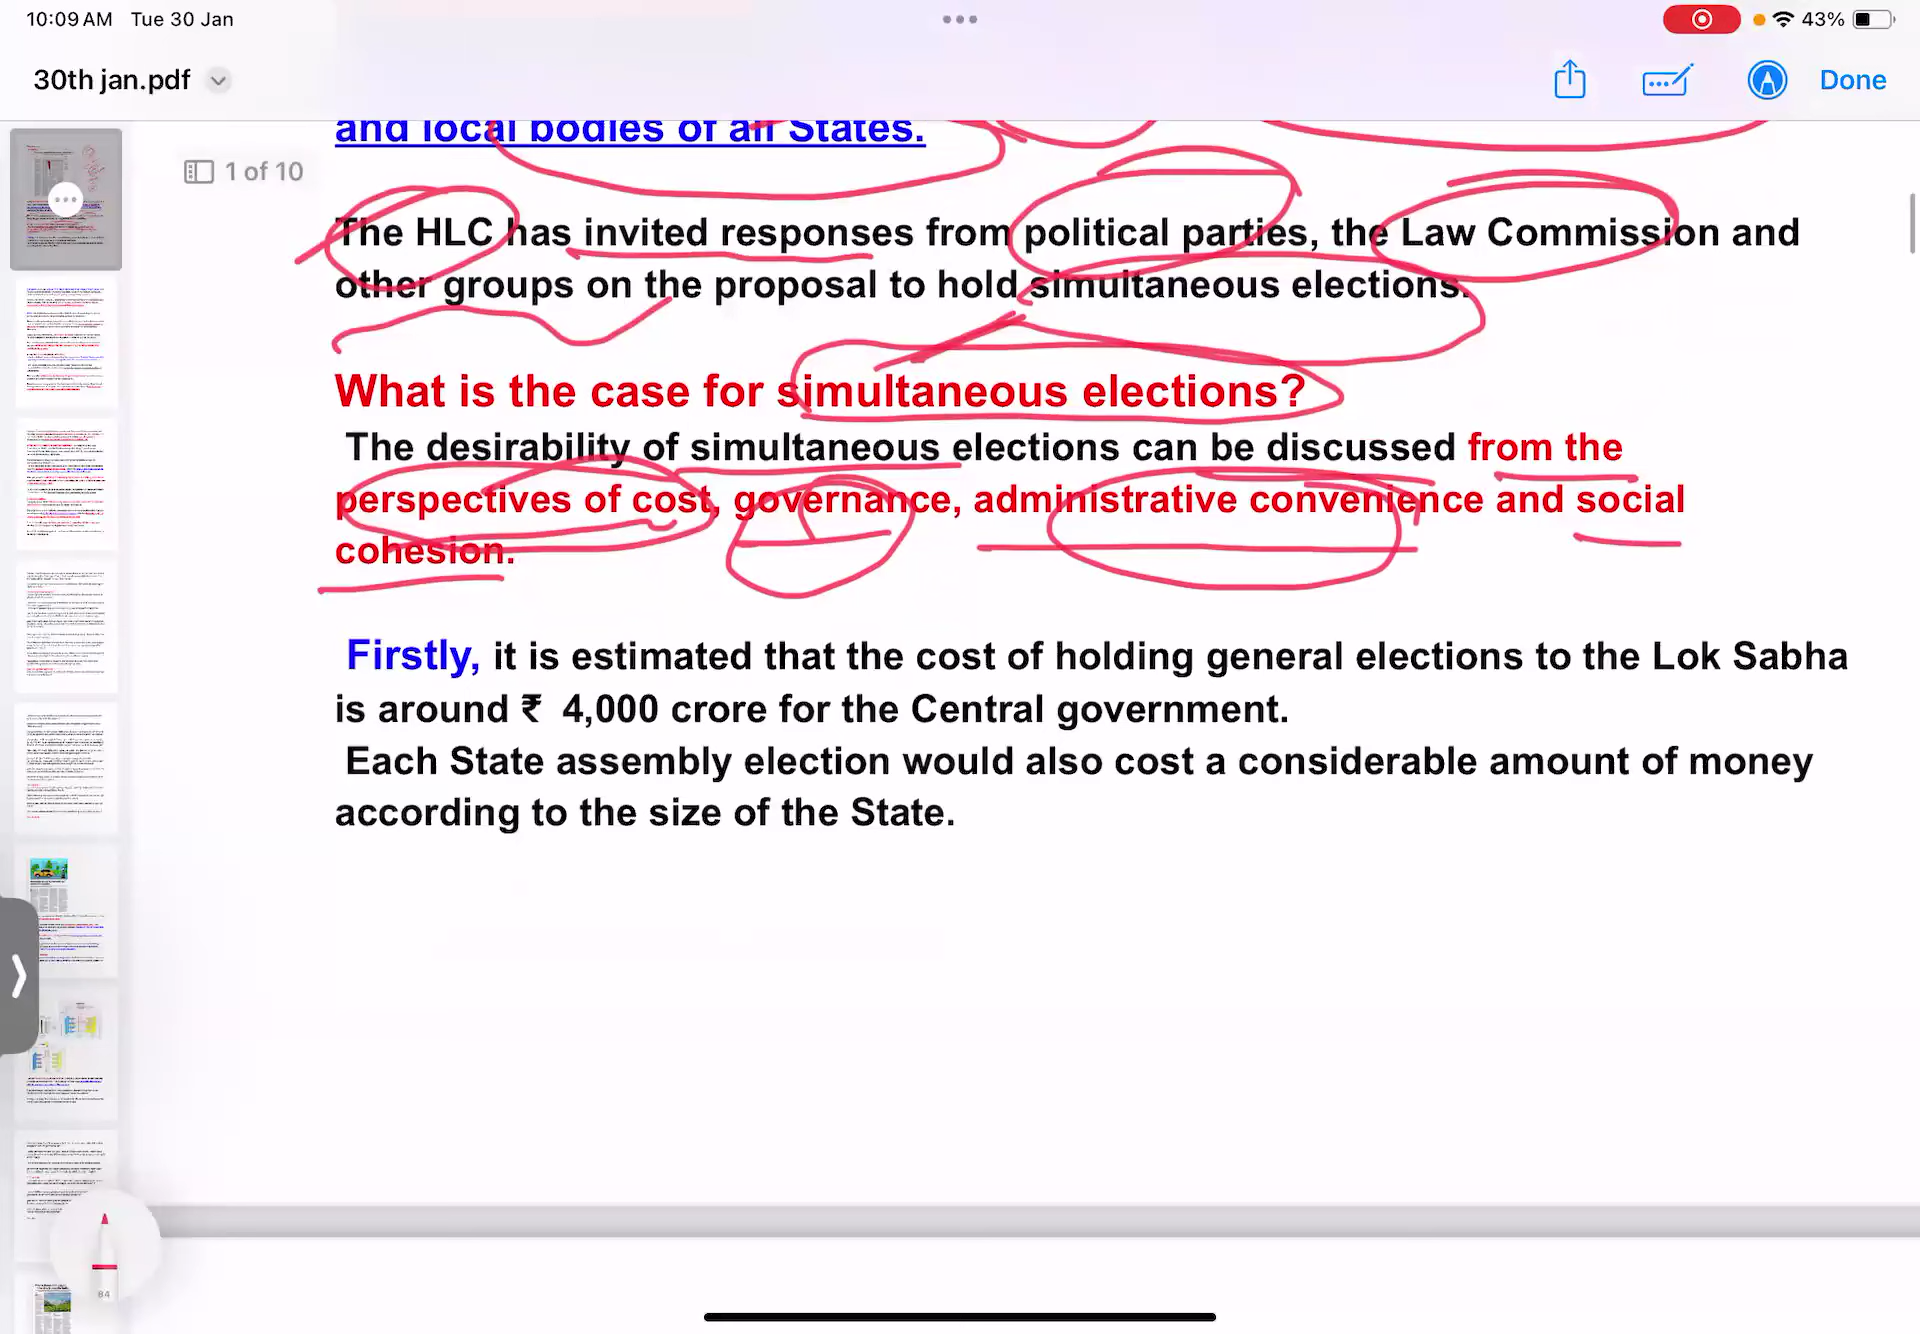 10:09 AM Tue 30 Jan
43%
30th jan.pdf
Done
and local bodies of all States.
1 of 10
The HLC has invited responses from political parties, the Law Commission and
other groups on the proposal to hold simultaneous elections.
What is the case for simultaneous elections?
The desirability of simultaneous elections can be discussed from the
perspectives of cost, governance, administrative convenience and social
cohesion.
Firstly, it is estimated that the cost of holding general elections to the Lok Sabha
is around ₹ 4,000 crore for the Central government.
Each State assembly election would also cost a considerable amount of money
according to the size of the State.
84